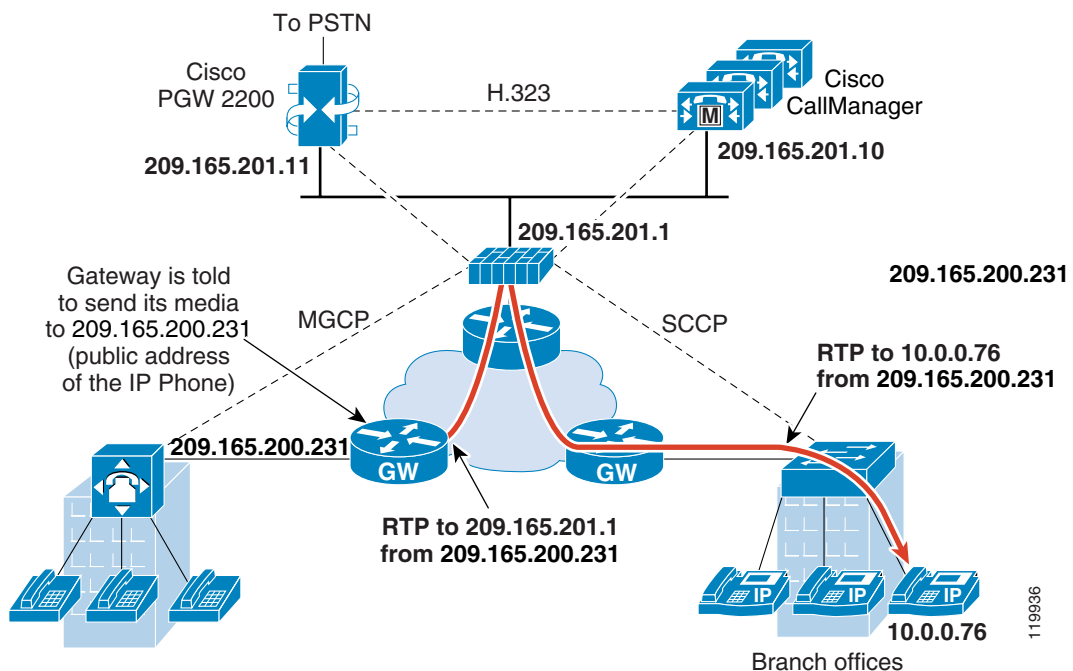 To PSTN
Cisco
PGW 2200
H.323
M
Cisco
CallManager
209.165.201.11
209.165.201.10
209.165.201.1
Gateway is told
to send its media
to 209.165.200.231
(public address
of the IP Phone)
MGCP
SCCP
209.165.200.231
RTP to 10.0.0.76
from 209.165.200.231
209.165.200.231
GW
GW
RTP to 209.165.201.1
from 209.165.200.231
IP
IP
IP
10.0.0.76
Branch offices
119936